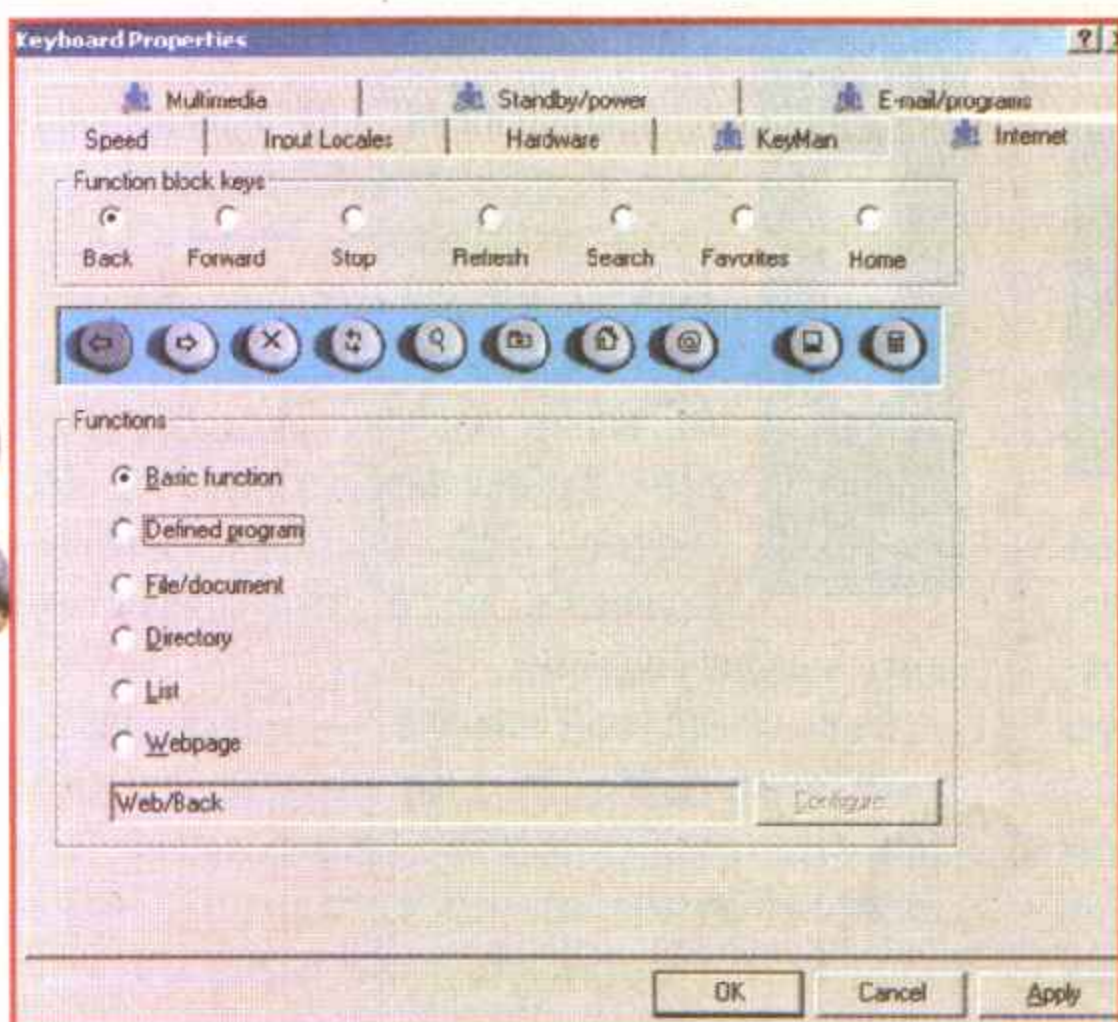 Keyboard Properties
Multimedia Standby/power E-mail/programs
Speed Input Locales Hardware KeyMan Internet
Function block keys
Back Forward Stop Refresh Search Favorites Home
Functions
Basic function
Defined program
File/document
Directory
List
Webpage
Web/Back Configure...
OK Cancel Apply